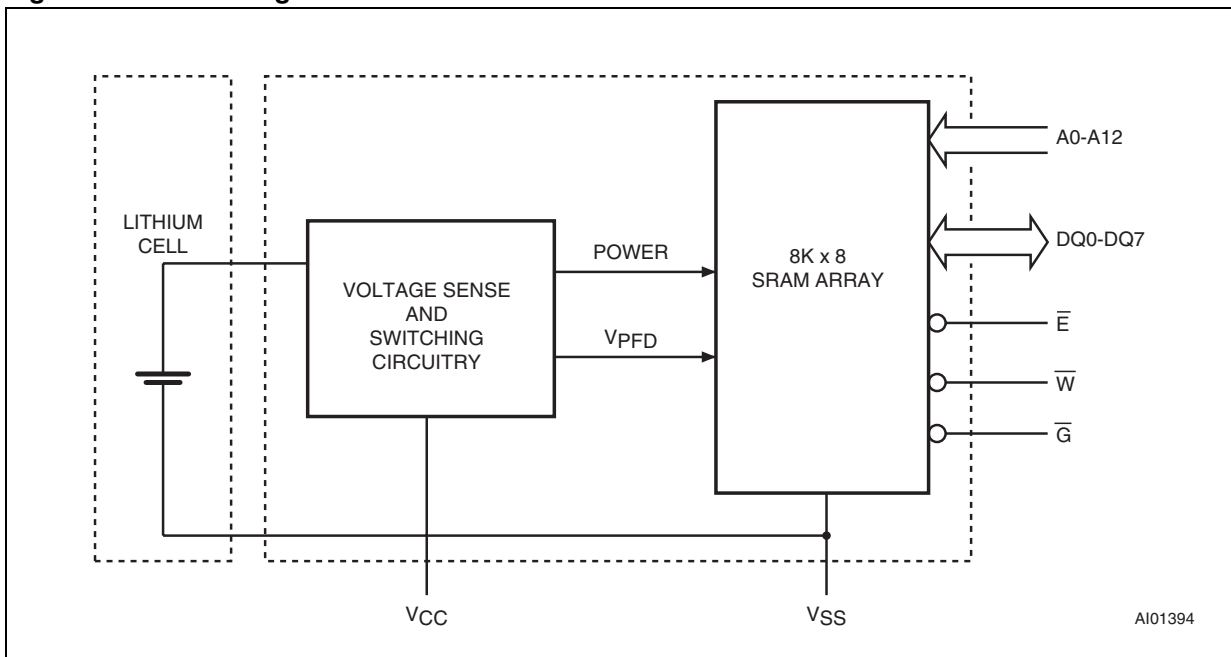 LITHIUM
CELL
VOLTAGE SENSE
AND
SWITCHING
CIRCUITRY
POWER
VPFD
8K x 8
SRAM ARRAY
A0-A12
DQ0-DQ7
E̅
W̅
G̅
VCC
VSS
AI01394